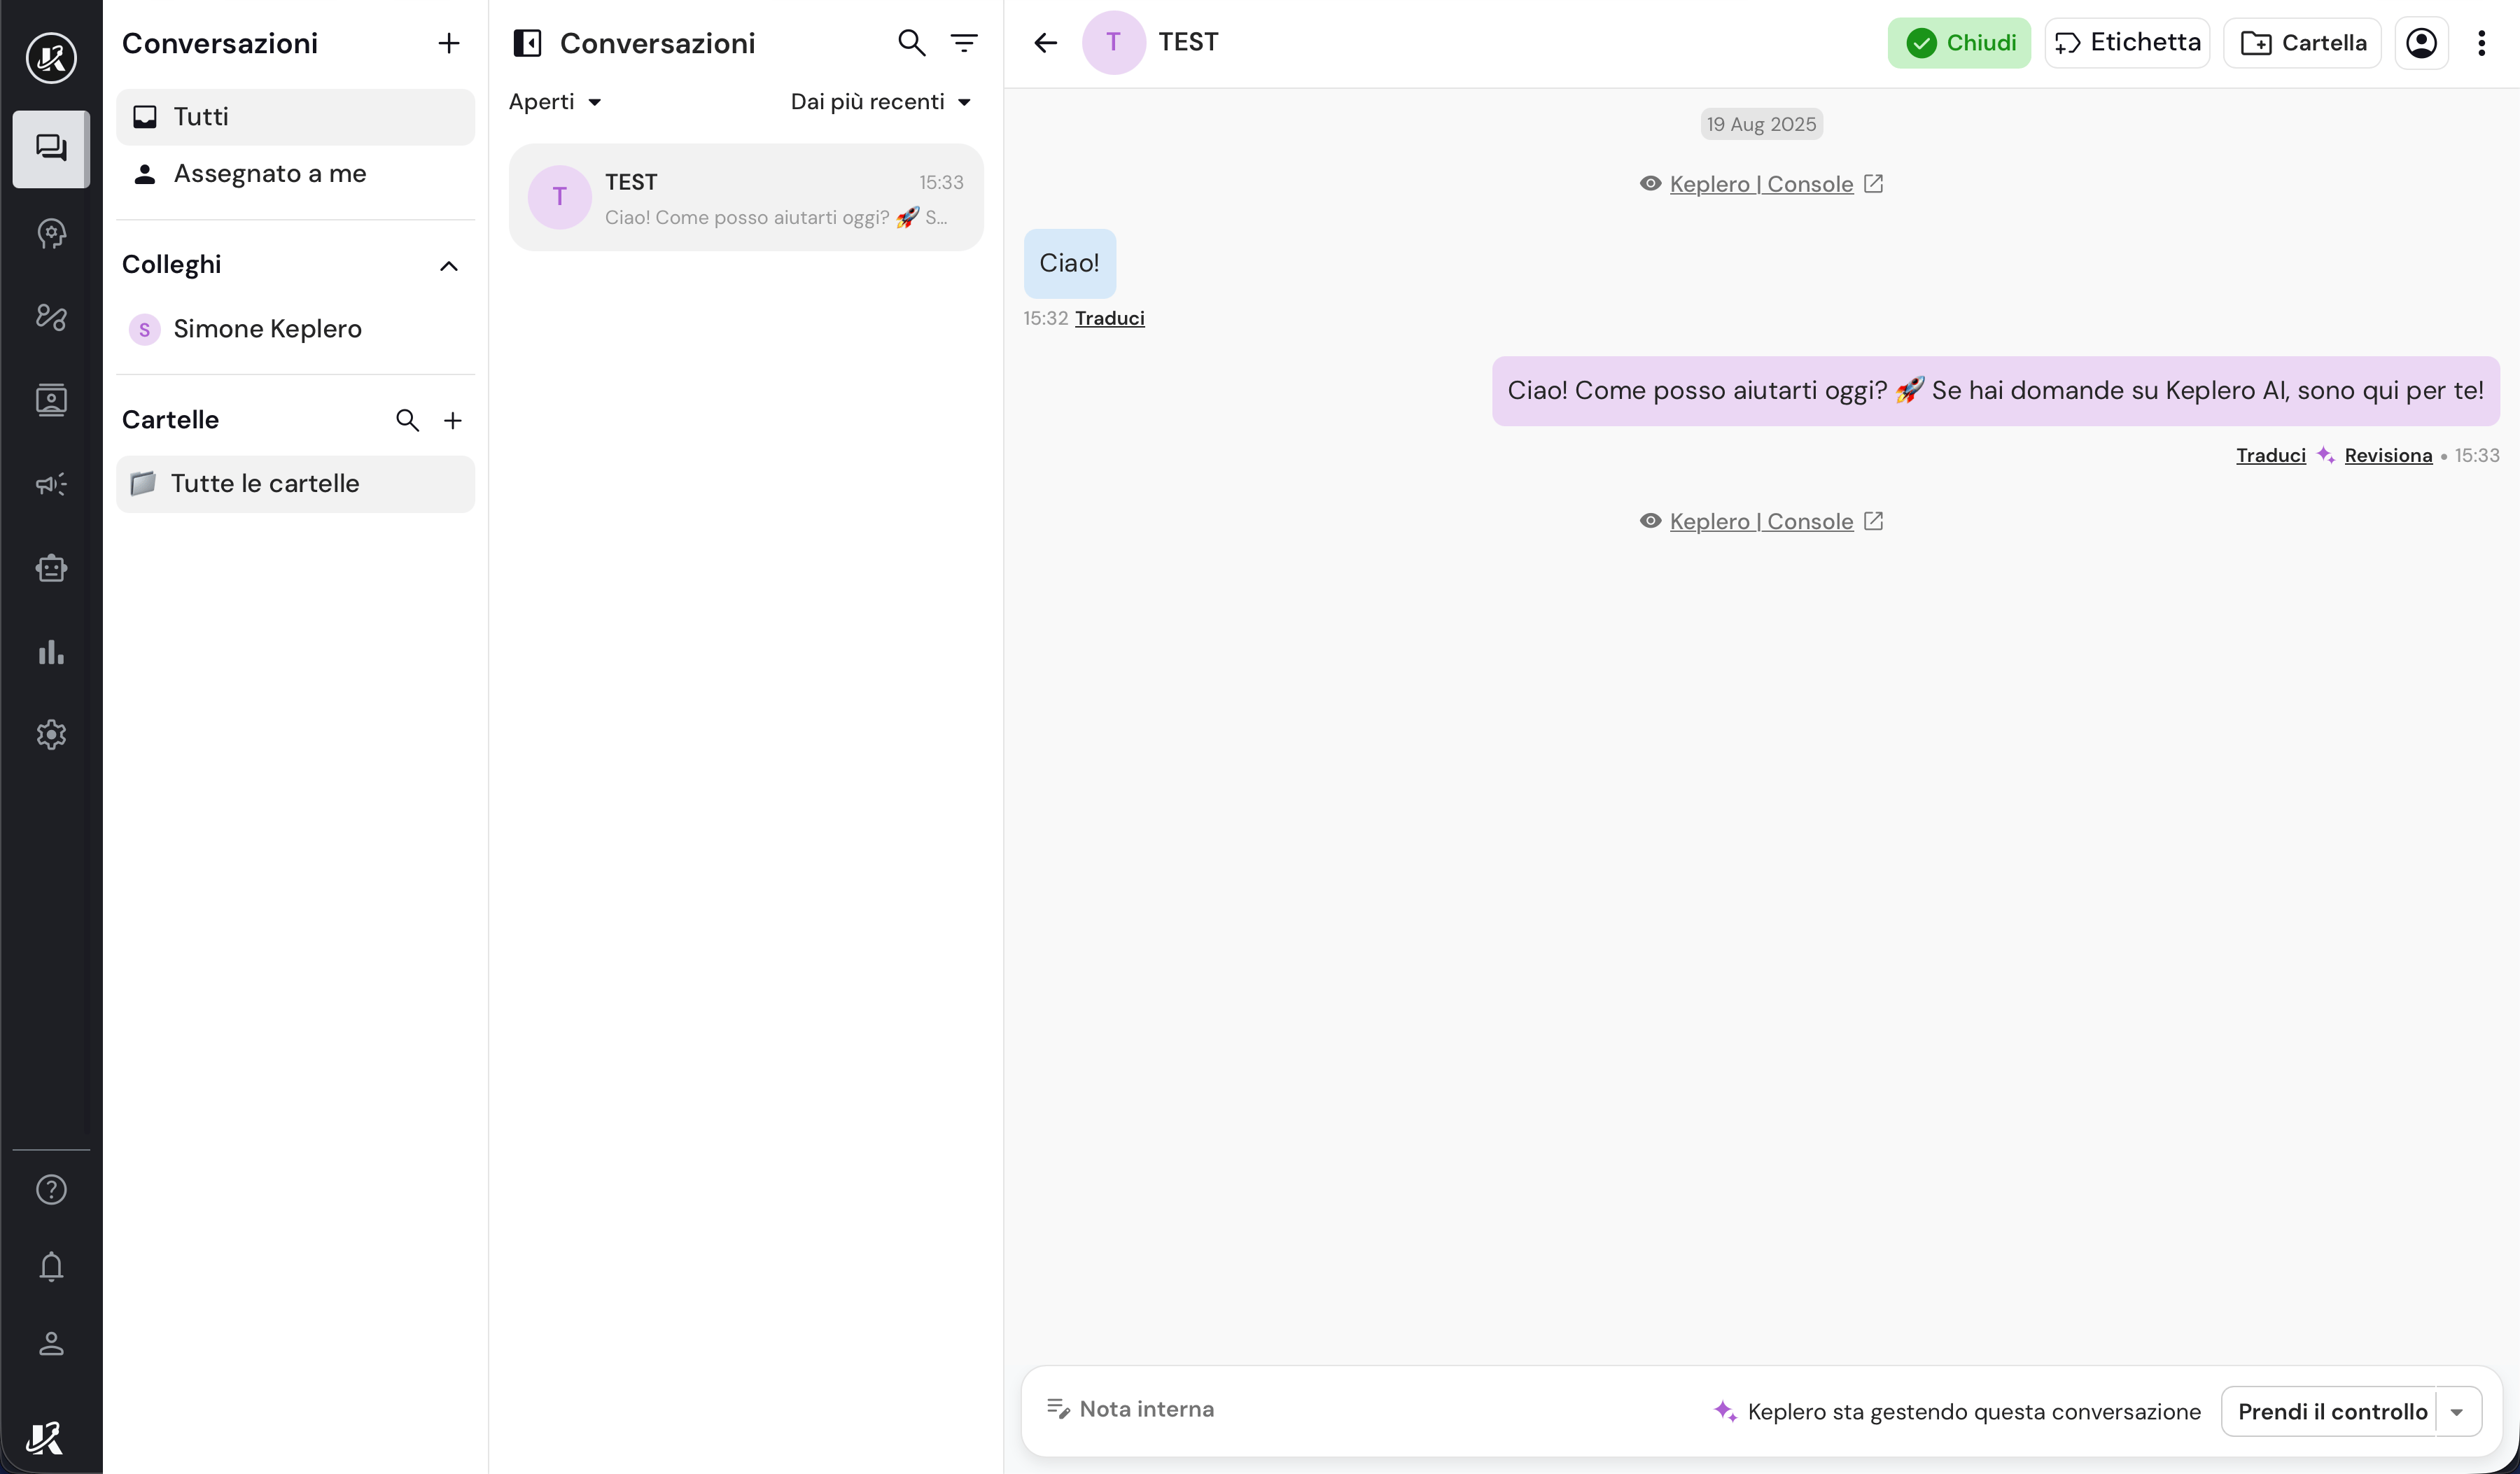 Conversazioni
Tutti
Assegnato a me
Colleghi
S Simone Keplero
Cartelle
Tutte le cartelle
Conversazioni
Aperti
Dai più recenti
T
TEST
15:33
Ciao! Come posso aiutarti oggi? 🚀 S...
T
TEST
Chiudi
Etichetta
Cartella
19 Aug 2025
Keplero | Console
Ciao!
15:32 Traduci
Ciao! Come posso aiutarti oggi? 🚀 Se hai domande su Keplero AI, sono qui per te!
Traduci Revisiona • 15:33
Keplero | Console
Nota interna
Keplero sta gestendo questa conversazione
Prendi il controllo